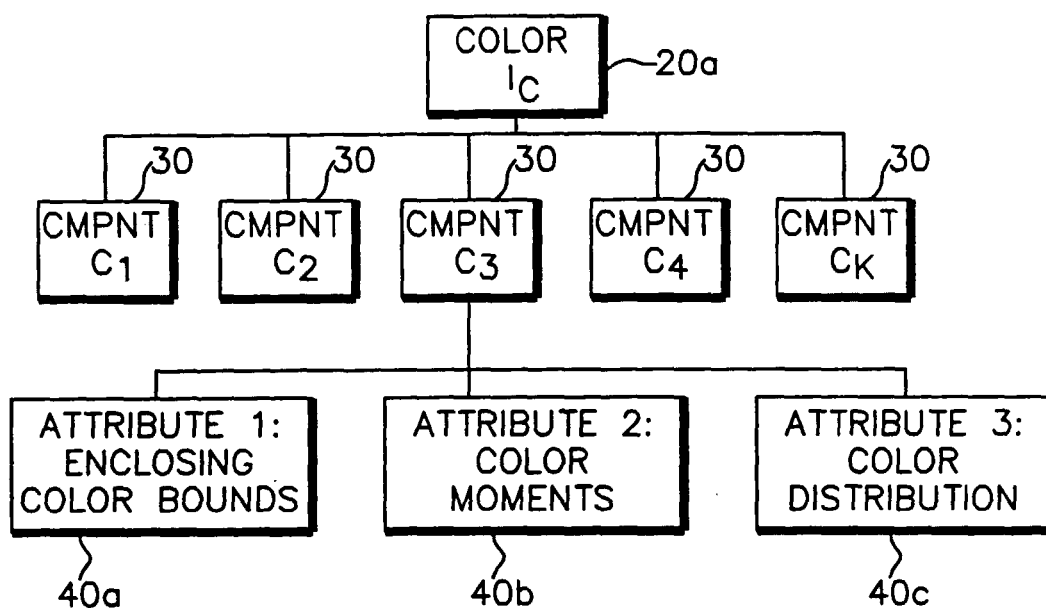 COLOR
I_C
20a
30 30 30 30 30
CMPNT CMPNT CMPNT CMPNT CMPNT
C1 C2 C3 C4 CK
ATTRIBUTE 1: ATTRIBUTE 2: ATTRIBUTE 3:
ENCLOSING COLOR COLOR
COLOR BOUNDS MOMENTS DISTRIBUTION
40a 40b 40c